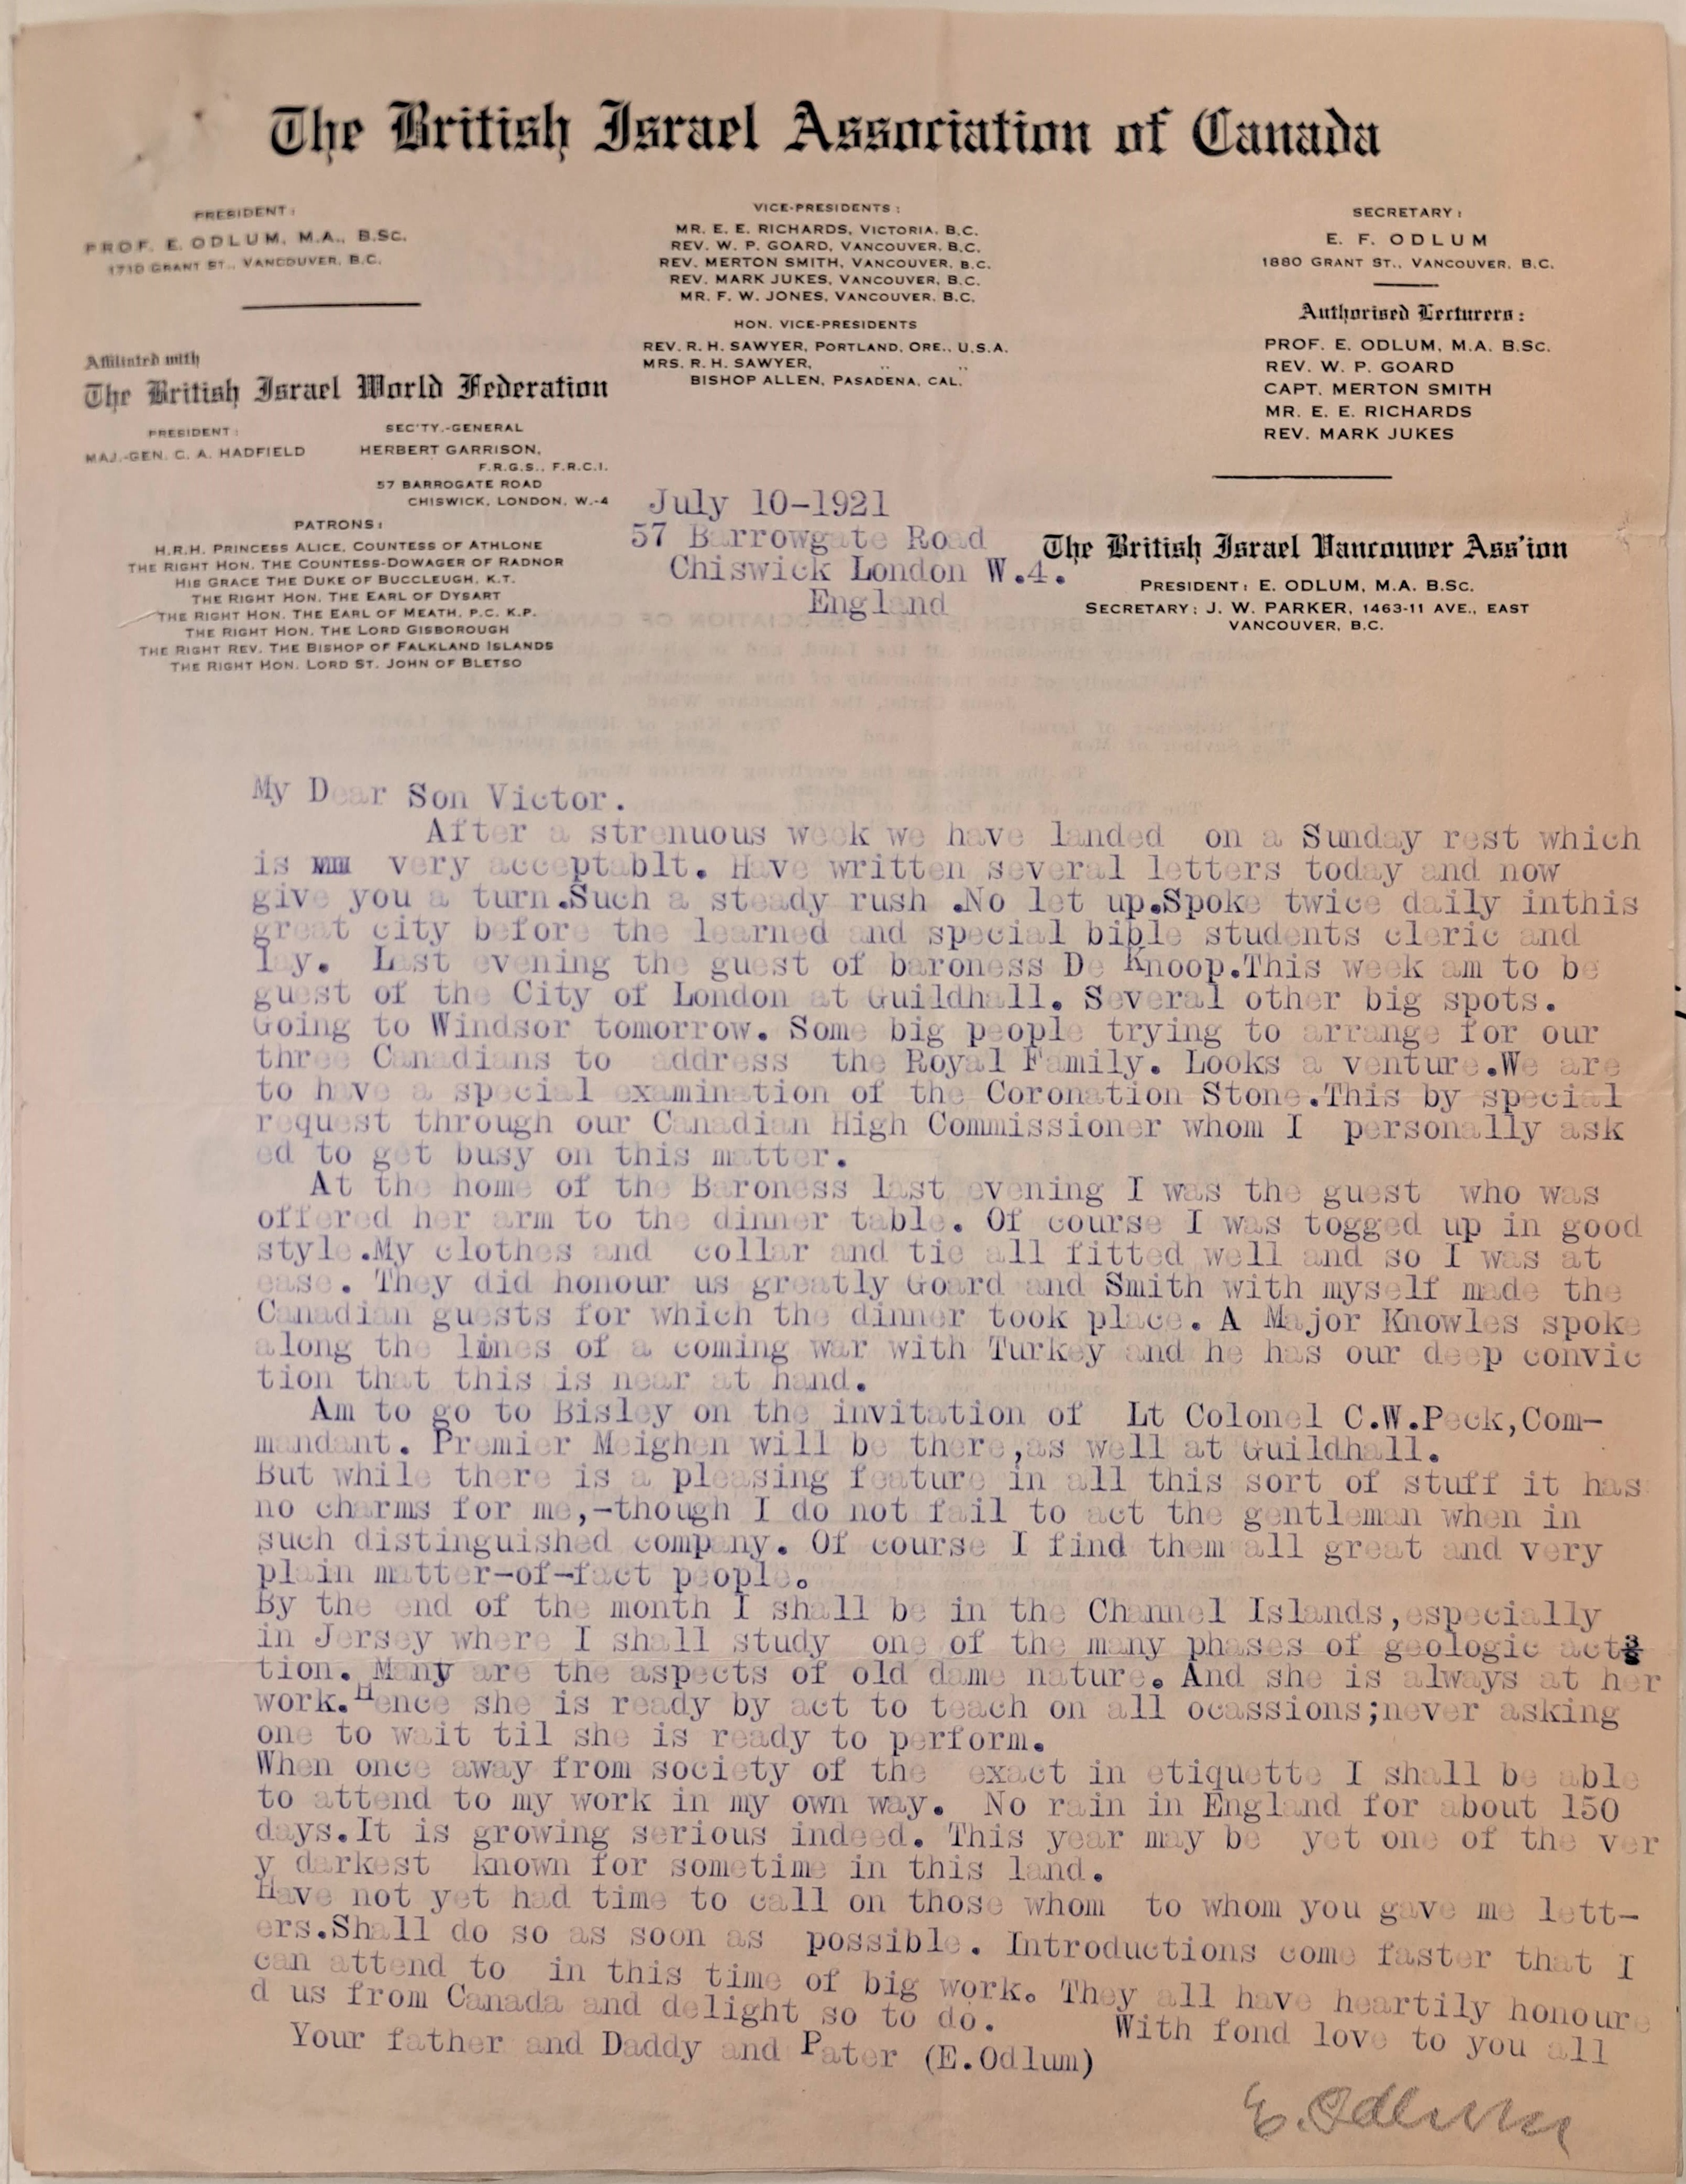 The British Israel Association of Canada
PRESIDENT:
PROF. E. ODLUM, M.A., B.SC.
1710 GRANT ST., VANCOUVER, B.C.
Affiliated with
The British Israel World Federation
PRESIDENT:
MAJ.-GEN. C. A. HADFIELD
SEC'TY.-GENERAL
HERBERT GARRISON,
F.R.G.S., F.R.C.I.
57 BARROGATE ROAD
CHISWICK, LONDON, W.-4
PATRONS:
H.R.H. PRINCESS ALICE, COUNTESS OF ATHLONE
THE RIGHT HON. THE COUNTESS-DOWAGER OF RADNOR
HIS GRACE THE DUKE OF BUCCLEUGH, K.T.
THE RIGHT HON. THE EARL OF DYSART
THE RIGHT HON. THE EARL OF MEATH, P.C. K.P.
THE RIGHT HON. THE LORD GISBOROUGH
THE RIGHT REV. THE BISHOP OF FALKLAND ISLANDS
THE RIGHT HON. LORD ST. JOHN OF BLETSO
VICE-PRESIDENTS:
MR. E. E. RICHARDS, VICTORIA, B.C.
REV. W. P. GOARD, VANCOUVER, B.C.
REV. MERTON SMITH, VANCOUVER, B.C.
REV. MARK JUKES, VANCOUVER, B.C.
MR. F. W. JONES, VANCOUVER, B.C.
HON. VICE-PRESIDENTS
REV. R. H. SAWYER, PORTLAND, ORE., U.S.A.
MRS. R. H. SAWYER, " "
BISHOP ALLEN, PASADENA, CAL.
SECRETARY:
E. F. ODLUM
1880 GRANT ST., VANCOUVER, B.C.
Authorised Lecturers:
PROF. E. ODLUM, M.A. B.SC.
REV. W. P. GOARD
CAPT. MERTON SMITH
MR. E. E. RICHARDS
REV. MARK JUKES
The British Israel Vancouver Ass'ion
PRESIDENT: E. ODLUM, M.A. B.SC.
SECRETARY: J. W. PARKER, 1463-11 AVE., EAST
VANCOUVER, B.C.
July 10-1921
57 Barrowgate Road
Chiswick London W.4.
England
My Dear Son Victor.
After a strenuous week we have landed on a Sunday rest which
is very acceptablt. Have written several letters today and now
give you a turn.Such a steady rush .No let up.Spoke twice daily inthis
great city before the learned and special bible students cleric and
lay. Last evening the guest of baroness De Knoop.This week am to be
guest of the City of London at Guildhall. Several other big spots.
Going to Windsor tomorrow. Some big people trying to arrange for our
three Canadians to address the Royal Family. Looks a venture.We are
to have a special examination of the Coronation Stone.This by special
request through our Canadian High Commissioner whom I personally ask
ed to get busy on this matter.
At the home of the Baroness last evening I was the guest who was
offered her arm to the dinner table. Of course I was togged up in good
style.My clothes and collar and tie all fitted well and so I was at
ease. They did honour us greatly Goard and Smith with myself made the
Canadian guests for which the dinner took place. A Major Knowles spoke
along the lines of a coming war with Turkey and he has our deep convic
tion that this is near at hand.
Am to go to Bisley on the invitation of Lt Colonel C.W.Peck,Com-
mandant. Premier Meighen will be there,as well at Guildhall.
But while there is a pleasing feature in all this sort of stuff it has
no charms for me,-though I do not fail to act the gentleman when in
such distinguished company. Of course I find them all great and very
plain matter-of-fact people.
By the end of the month I shall be in the Channel Islands,especially
in Jersey where I shall study one of the many phases of geologic act
tion. Many are the aspects of old dame nature. And she is always at her
work.Hence she is ready by act to teach on all ocassions;never asking
one to wait til she is ready to perform.
When once away from society of the exact in etiquette I shall be able
to attend to my work in my own way. No rain in England for about 150
days.It is growing serious indeed. This year may be yet one of the ver
y darkest known for sometime in this land.
Have not yet had time to call on those whom to whom you gave me lett-
ers.Shall do so as soon as possible. Introductions come faster that I
can attend to in this time of big work. They all have heartily honoure
d us from Canada and delight so to do. With fond love to you all
Your father and Daddy and Pater (E.Odlum)
E. Odlum